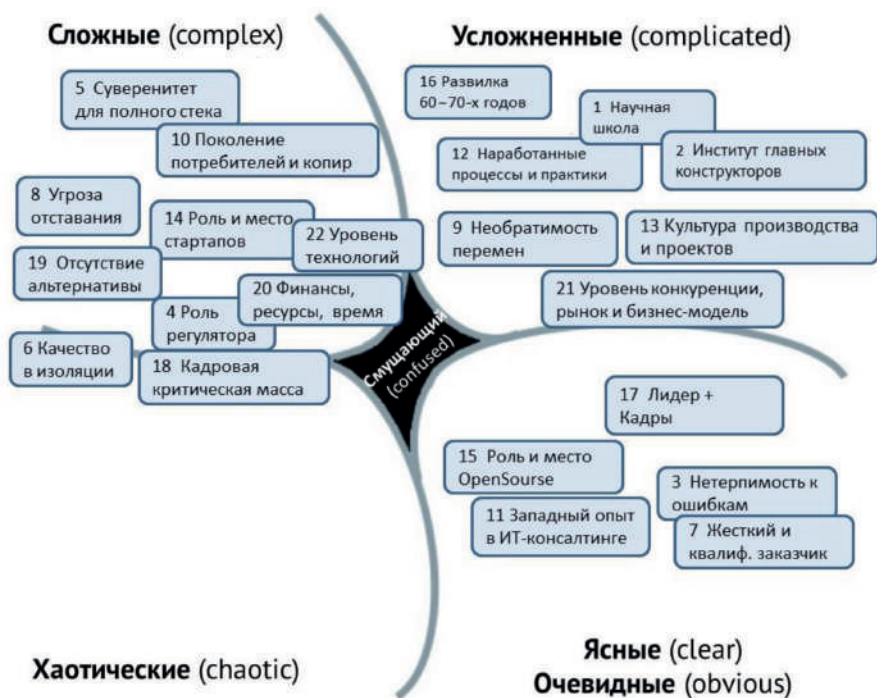 Сложные (complex)
5 Суверенитет
для полного стека
10 Поколение
потребителей и копир
8 Угроза
отставания
14 Роль и место
стартапов
22 Уровень
технологий
19 Отсутствие
альтернативы
20 Финансы,
ресурсы, время
4 Роль
регулятора
6 Качество
в изоляции
18 Кадровая
критическая масса
Усложненные (complicated)
16 Развилка
60–70-х годов
1 Научная
школа
12 Наработанные
процессы и практики
2 Институт главных
конструкторов
9 Необратимость
перемен
13 Культура производства
и проектов
21 Уровень конкуренции,
рынок и бизнес-модель
Смущающий
(confused)
17 Лидер +
Кадры
15 Роль и место
OpenSourse
3 Нетерпимость к
ошибкам
11 Западный опыт
в ИТ-консалтинге
7 Жесткий и
квалиф. заказчик
Хаотические (chaotic)
Ясные (clear)
Очевидные (obvious)